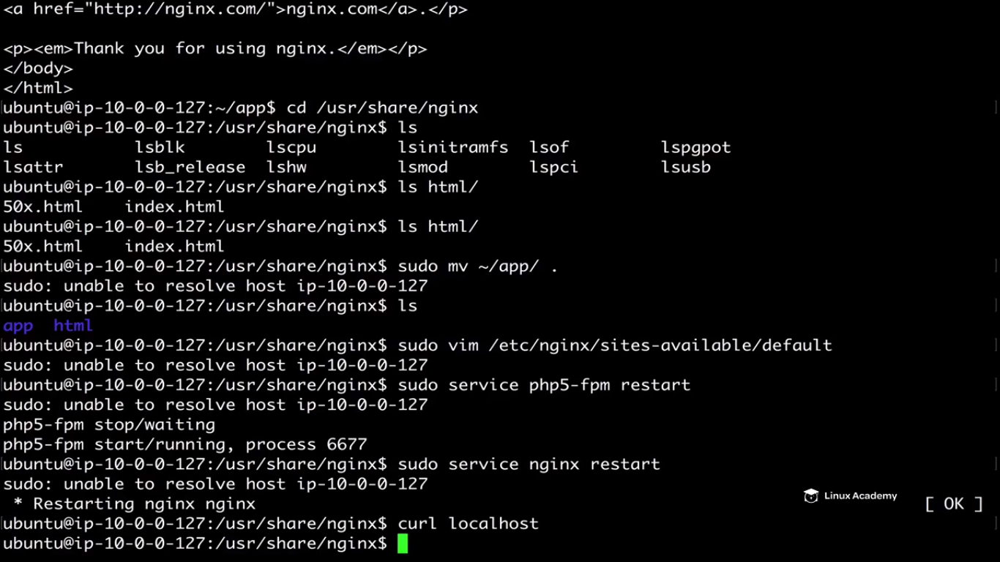 <a href="http://nginx.com/">nginx.com</a>.</p>
<p><em>Thank you for using nginx.</em></p>
</body>
</html>
ubuntu@ip-10-0-0-127:~/app$ cd /usr/share/nginx
ubuntu@ip-10-0-0-127:/usr/share/nginx$ ls
ls lsblk lscpu lsinitramfs lsof lspgpot
lsattr lsb_release lshw lsmod lspci lsusb
ubuntu@ip-10-0-0-127:/usr/share/nginx$ ls html/
50x.html index.html
ubuntu@ip-10-0-0-127:/usr/share/nginx$ ls html/
50x.html index.html
ubuntu@ip-10-0-0-127:/usr/share/nginx$ sudo mv ~/app/ .
sudo: unable to resolve host ip-10-0-0-127
ubuntu@ip-10-0-0-127:/usr/share/nginx$ ls
app html
ubuntu@ip-10-0-0-127:/usr/share/nginx$ sudo vim /etc/nginx/sites-available/default
sudo: unable to resolve host ip-10-0-0-127
ubuntu@ip-10-0-0-127:/usr/share/nginx$ sudo service php5-fpm restart
sudo: unable to resolve host ip-10-0-0-127
php5-fpm stop/waiting
php5-fpm start/running, process 6677
ubuntu@ip-10-0-0-127:/usr/share/nginx$ sudo service nginx restart
sudo: unable to resolve host ip-10-0-0-127
* Restarting nginx nginx [ OK ]
Linux Academy
ubuntu@ip-10-0-0-127:/usr/share/nginx$ curl localhost
ubuntu@ip-10-0-0-127:/usr/share/nginx$